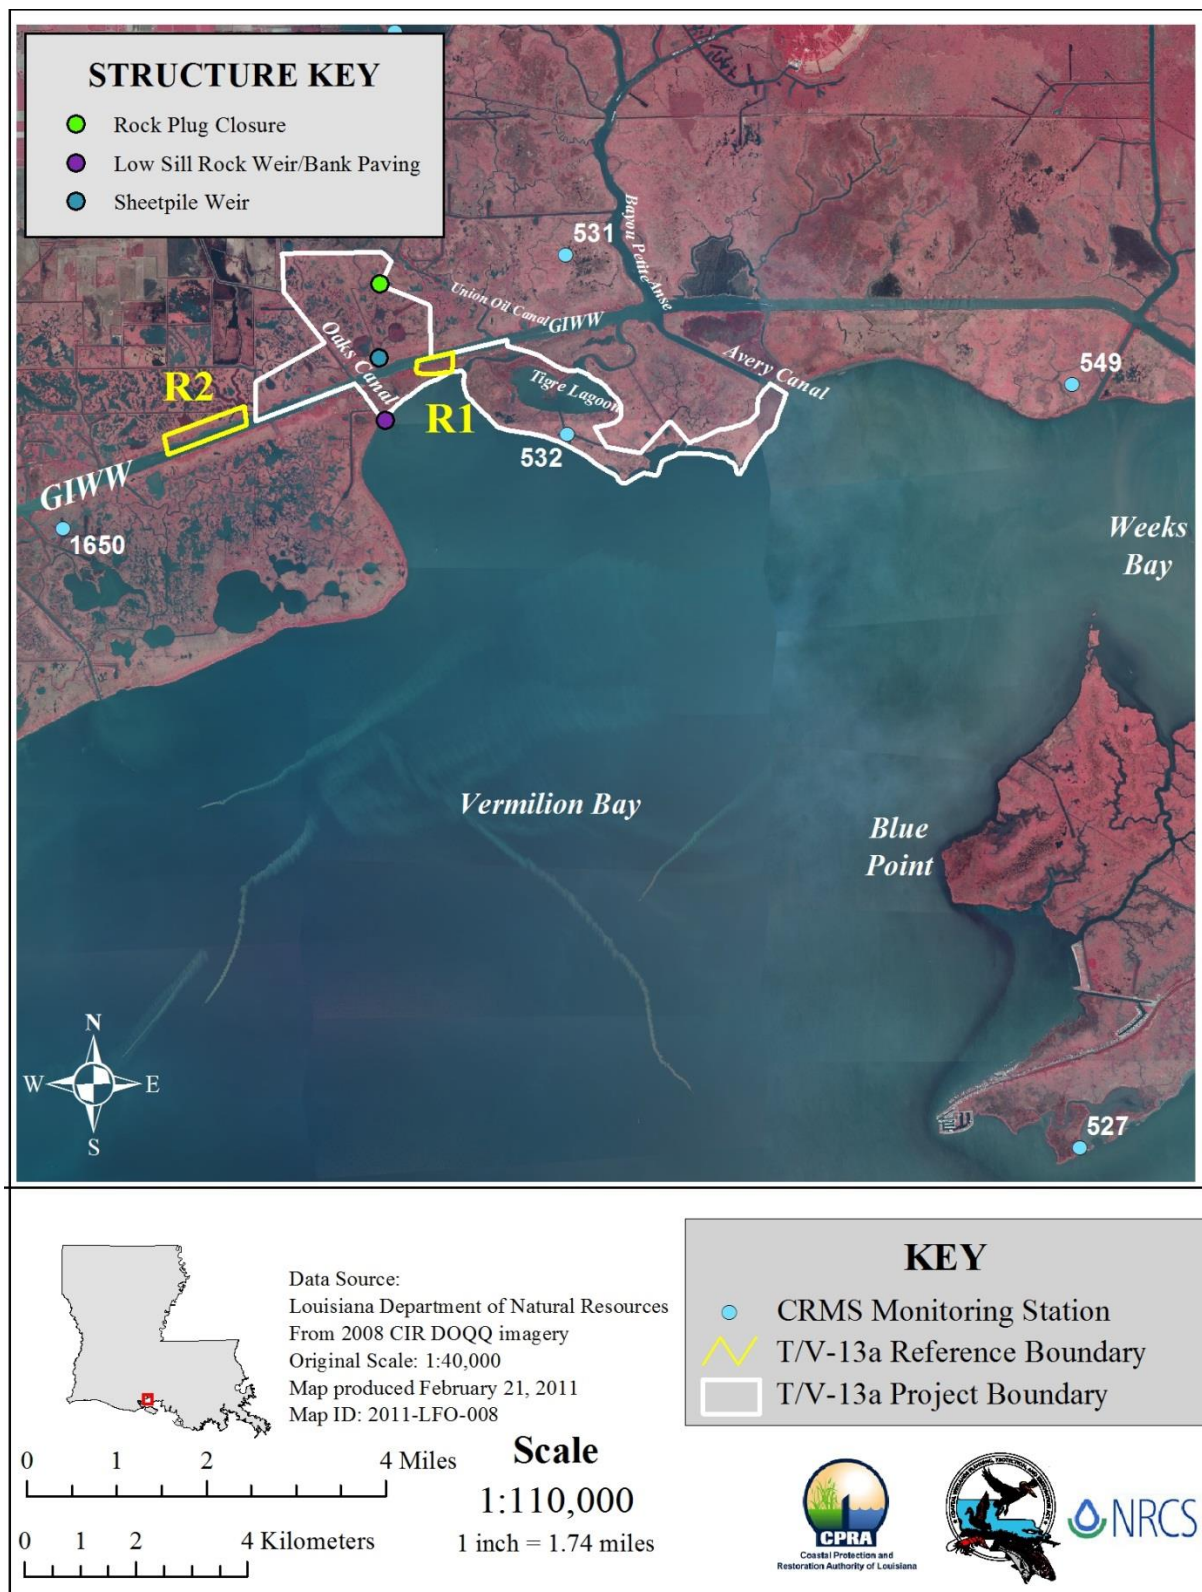 STRUCTURE KEY
Rock Plug Closure
Low Sill Rock Weir/Bank Paving
Sheetpile Weir
531
Bayou Petite Anse
Union Oil Canal
GIWW
Oaks Canal
Avery Canal
549
R2
R1
Tigre Lagoon
532
GIWW
1650
Weeks
Bay
Vermilion Bay
Blue
Point
N
W
E
S
527
Data Source:
Louisiana Department of Natural Resources
From 2008 CIR DOQQ imagery
Original Scale: 1:40,000
Map produced February 21, 2011
Map ID: 2011-LFO-008
KEY
CRMS Monitoring Station
T/V-13a Reference Boundary
T/V-13a Project Boundary
0 1 2 4 Miles
0 1 2 4 Kilometers
Scale
1:110,000
1 inch = 1.74 miles
CPRA
Coastal Protection and
Restoration Authority of Louisiana
NRCS